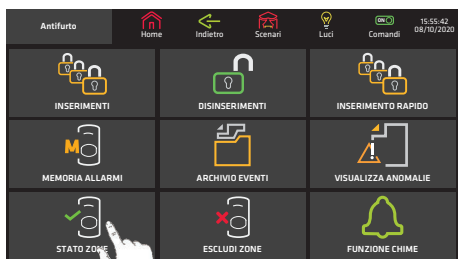 Antifurto
Home
Indietro
Scenari
Luci
ON
Comandi
15:55:42
08/10/2020
INSERIMENTI
DISINSERIMENTI
INSERIMENTO RAPIDO
M
MEMORIA ALLARMI
ARCHIVIO EVENTI
VISUALIZZA ANOMALIE
STATO ZONE
ESCLUDI ZONE
FUNZIONE CHIME